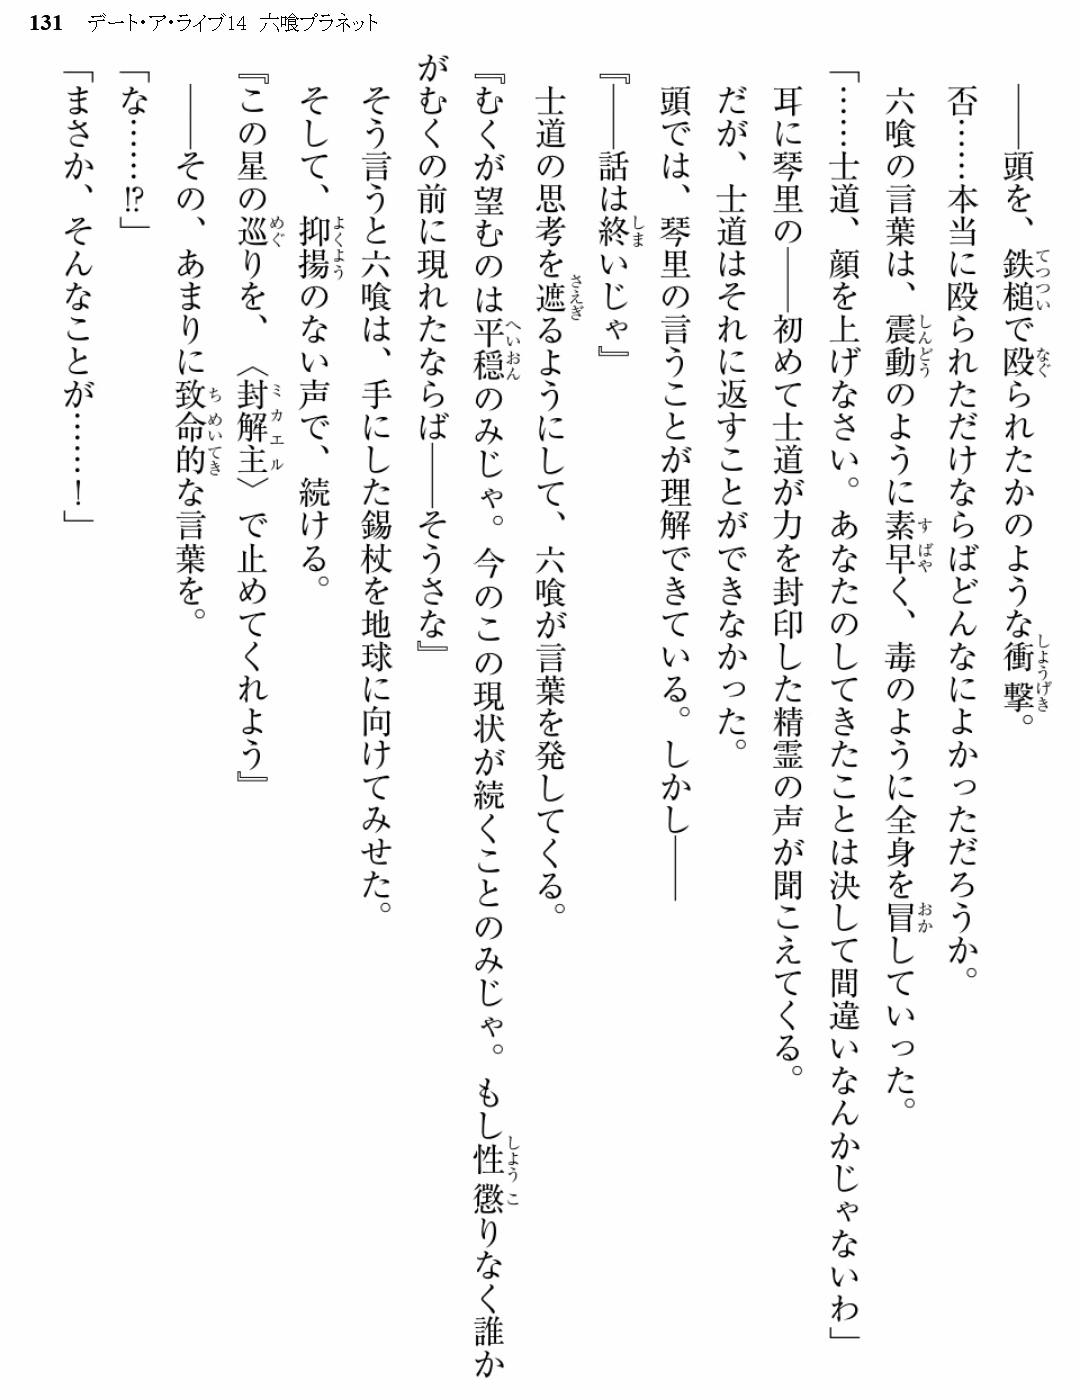 131 デート・ア・ライブ14 六喰プラネット
――頭を、鉄槌で殴られたかのような衝撃。
否……本当に殴られただけならばどんなによかっただろうか。
六喰の言葉は、震動のように素早く、毒のように全身を冒していった。
「……士道、顔を上げなさい。あなたのしてきたことは決して間違いなんかじゃないわ」
耳に琴里の――初めて士道が力を封印した精霊の声が聞こえてくる。
だが、士道はそれに返すことができなかった。
頭では、琴里の言うことが理解できている。しかし――
『――話は終いじゃ』
士道の思考を遮るようにして、六喰が言葉を発してくる。
『むくが望むのは平穏のみじゃ。今のこの現状が続くことのみじゃ。もし性懲りなく誰か
がむくの前に現れたならば――そうさな』
そう言うと六喰は、手にした錫杖を地球に向けてみせた。
そして、抑揚のない声で、続ける。
『この星の巡りを、〈封解主〉で止めてくれよう』
――その、あまりに致命的な言葉を。
「な……!?」
「まさか、そんなことが……！」